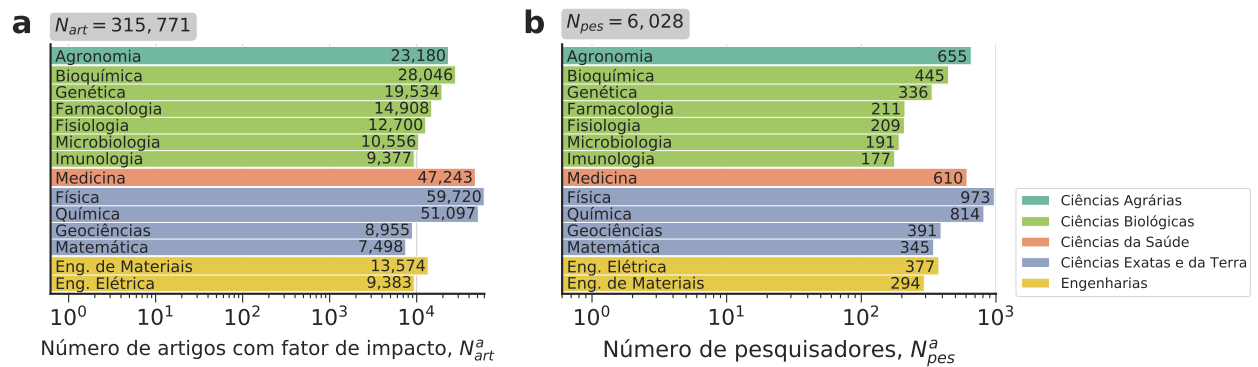 a
N_art = 315,771
Agronomia 23,180
Bioquímica 28,046
Genética 19,534
Farmacologia 14,908
Fisiologia 12,700
Microbiologia 10,556
Imunologia 9,377
Medicina 47,243
Física 59,720
Química 51,097
Geociências 8,955
Matemática 7,498
Eng. de Materiais 13,574
Eng. Elétrica 9,383
10^0 10^1 10^2 10^3 10^4
Número de artigos com fator de impacto, N^a_art
b
N_pes = 6,028
Agronomia 655
Bioquímica 445
Genética 336
Farmacologia 211
Fisiologia 209
Microbiologia 191
Imunologia 177
Medicina 610
Física 973
Química 814
Geociências 391
Matemática 345
Eng. Elétrica 377
Eng. de Materiais 294
10^0 10^1 10^2 10^3
Número de pesquisadores, N^a_pes
Ciências Agrárias
Ciências Biológicas
Ciências da Saúde
Ciências Exatas e da Terra
Engenharias